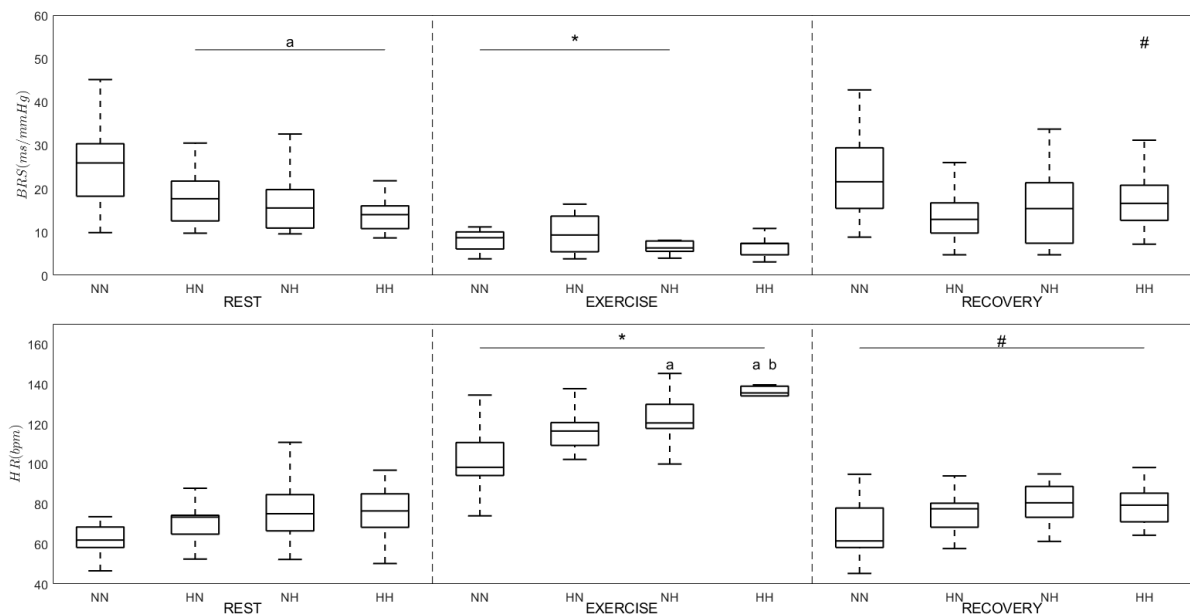 60
a
*
#
50
40
30
20
10
0
BRS(ms/mmHg)
NN HN NH HH NN HN NH HH NN HN NH HH
REST EXERCISE RECOVERY
160
*
#
a
a b
140
120
100
80
60
40
HR(bpm)
NN HN NH HH NN HN NH HH NN HN NH HH
REST EXERCISE RECOVERY